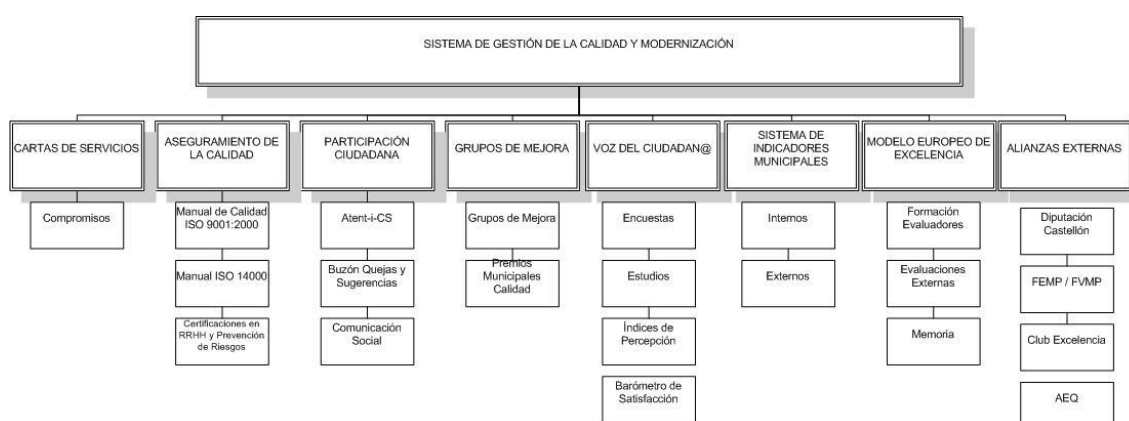 SISTEMA DE GESTIÓN DE LA CALIDAD Y MODERNIZACIÓN
CARTAS DE SERVICIOS
Compromisos
ASEGURAMIENTO DE
LA CALIDAD
Manual de Calidad
ISO 9001:2000
Manual ISO 14000
Certificaciones en
RRHH y Prevención
de Riesgos
PARTICIPACIÓN
CIUDADANA
Atent-i-CS
Buzón Quejas y
Sugerencias
Comunicación
Social
GRUPOS DE MEJORA
Grupos de Mejora
Premios
Municipales
Calidad
VOZ DEL CIUDADAN@
Encuestas
Estudios
Índices de
Percepción
Barómetro de
Satisfacción
SISTEMA DE
INDICADORES
MUNICIPALES
Internos
Externos
MODELO EUROPEO DE
EXCELENCIA
Formación
Evaluadores
Evaluaciones
Externas
Memoria
ALIANZAS EXTERNAS
Diputación
Castellón
FEMP / FVMP
Club Excelencia
AEQ